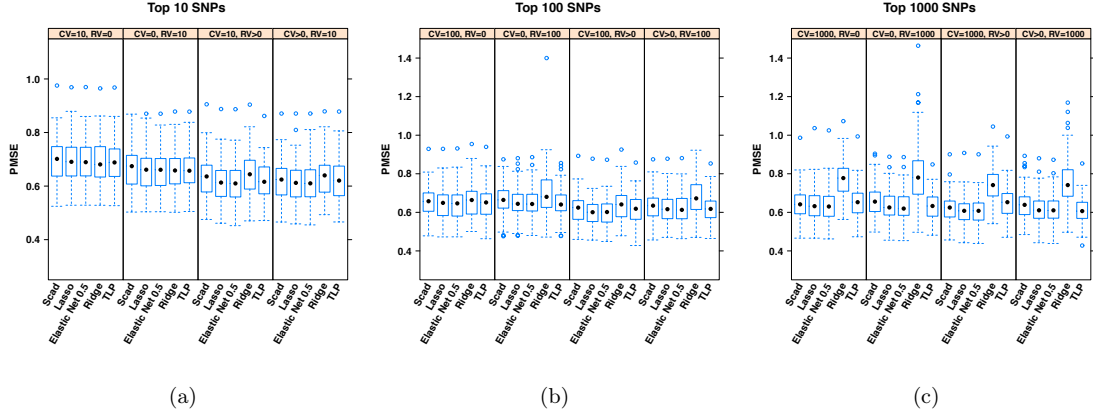 Top 10 SNPs
CV=10, RV=0 CV=0, RV=10 CV=10, RV>0 CV>0, RV=10
PMSE
1.0
0.8
0.6
0.4
Scad Lasso Elastic Net 0.5 Ridge TLP Scad Lasso Elastic Net 0.5 Ridge TLP Scad Lasso Elastic Net 0.5 Ridge TLP Scad Lasso Elastic Net 0.5 Ridge TLP
(a)
Top 100 SNPs
CV=100, RV=0 CV=0, RV=100 CV=100, RV>0 CV>0, RV=100
PMSE
1.4
1.2
1.0
0.8
0.6
0.4
Scad Lasso Elastic Net 0.5 Ridge TLP Scad Lasso Elastic Net 0.5 Ridge TLP Scad Lasso Elastic Net 0.5 Ridge TLP Scad Lasso Elastic Net 0.5 Ridge TLP
(b)
Top 1000 SNPs
CV=1000, RV=0 CV=0, RV=1000 CV=1000, RV>0 CV>0, RV=1000
PMSE
1.4
1.2
1.0
0.8
0.6
0.4
Scad Lasso Elastic Net 0.5 Ridge TLP Scad Lasso Elastic Net 0.5 Ridge TLP Scad Lasso Elastic Net 0.5 Ridge TLP Scad Lasso Elastic Net 0.5 Ridge TLP
(c)